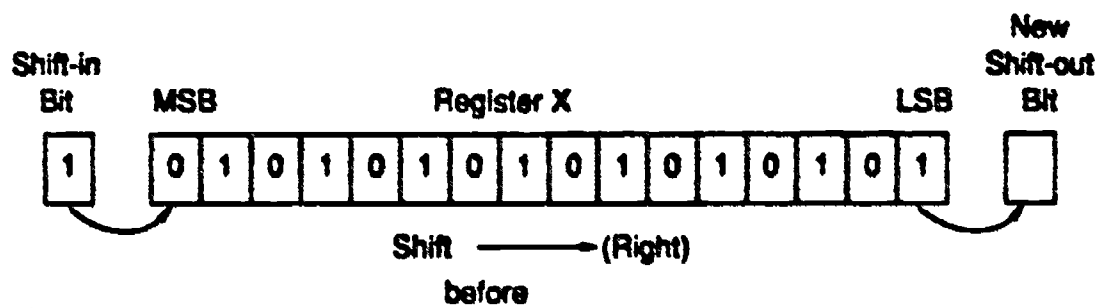 New
Shift-in Shift-out
Bit MSB Register X LSB Bit
1 0 1 0 1 0 1 0 1 0 1 0 1 0 1 0 1
Shift (Right)
before